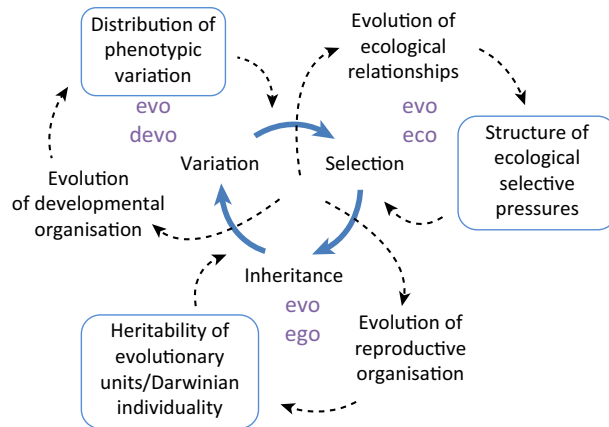 Distribution of
phenotypic
variation
evo
devo
Variation
Evolution
of developmental
organisation
Evolution of
ecological
relationships
evo
eco
Selection
Structure of
ecological
selective
pressures
Inheritance
evo
ego
Heritability of
evolutionary
units/Darwinian
individuality
Evolution of
reproductive
organisation